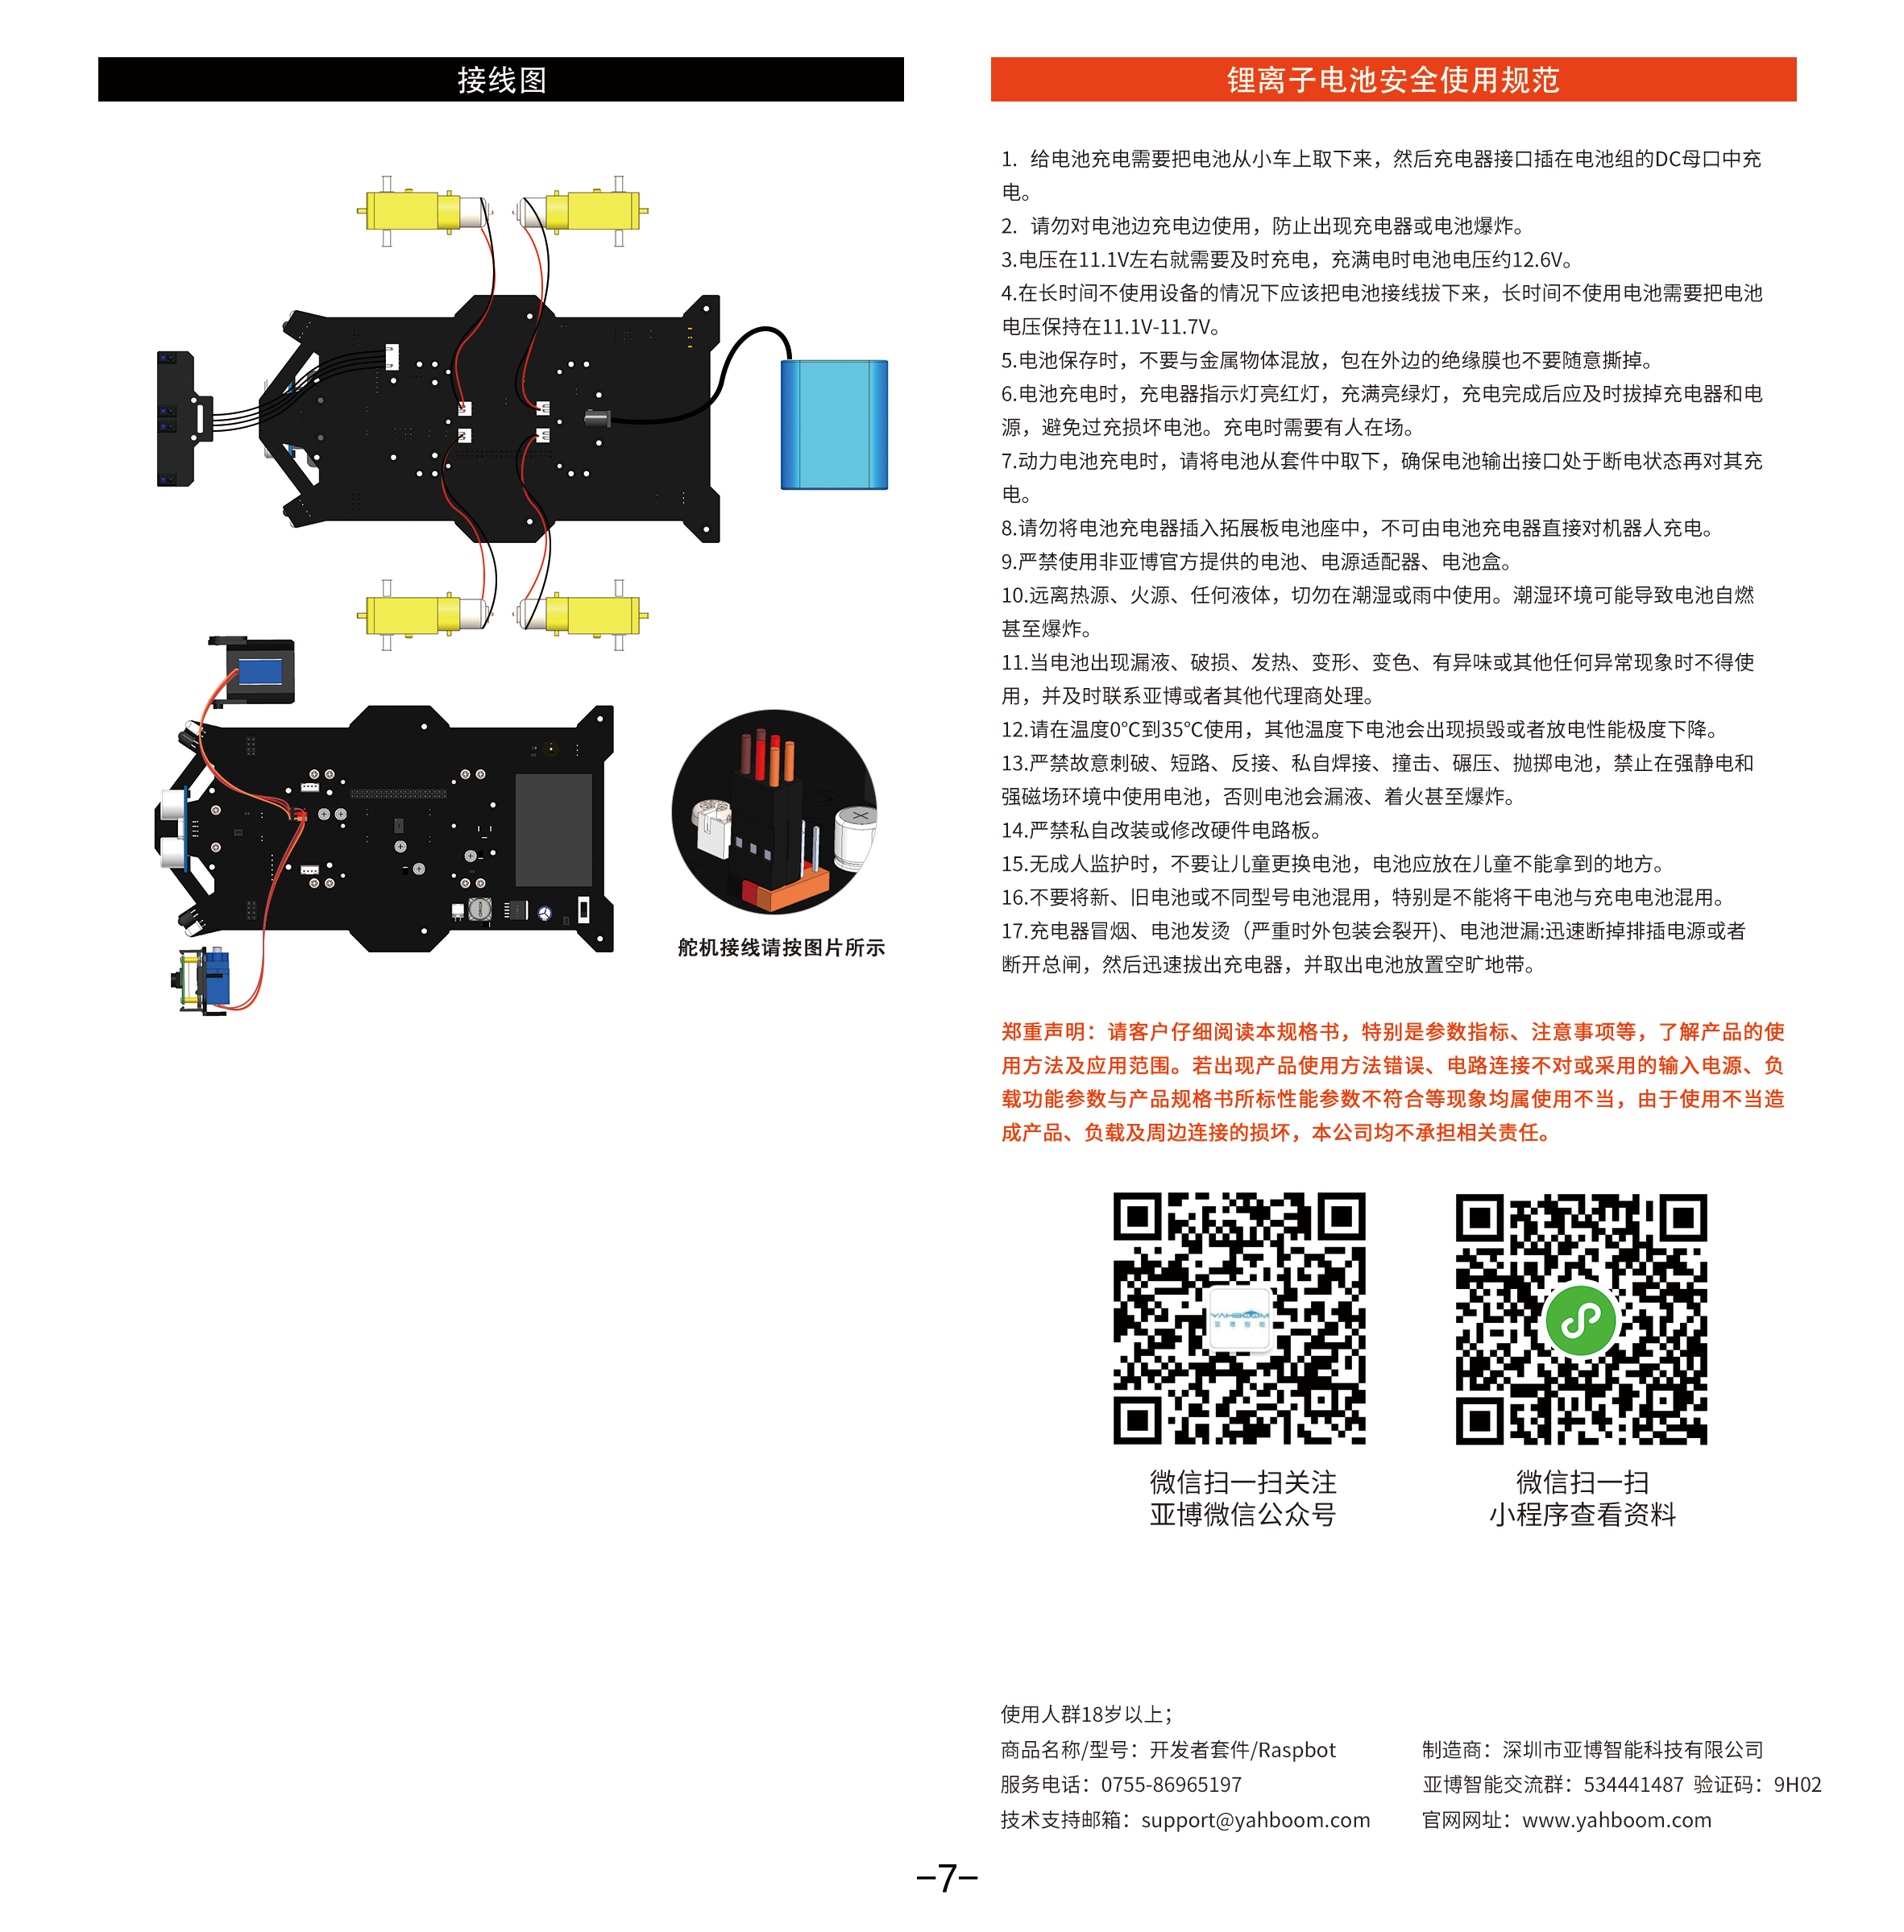 接线图
舵机接线请按图片所示
锂离子电池安全使用规范
1. 给电池充电需要把电池从小车上取下来，然后充电器接口插在电池组的DC母口中充
电。
2. 请勿对电池边充电边使用，防止出现充电器或电池爆炸。
3.电压在11.1V左右就需要及时充电，充满电时电池电压约12.6V。
4.在长时间不使用设备的情况下应该把电池接线拔下来，长时间不使用电池需要把电池
电压保持在11.1V-11.7V。
5.电池保存时，不要与金属物体混放，包在外边的绝缘膜也不要随意撕掉。
6.电池充电时，充电器指示灯亮红灯，充满亮绿灯，充电完成后应及时拔掉充电器和电
源，避免过充损坏电池。充电时需要有人在场。
7.动力电池充电时，请将电池从套件中取下，确保电池输出接口处于断电状态再对其充
电。
8.请勿将电池充电器插入拓展板电池座中，不可由电池充电器直接对机器人充电。
9.严禁使用非亚博官方提供的电池、电源适配器、电池盒。
10.远离热源、火源、任何液体，切勿在潮湿或雨中使用。潮湿环境可能导致电池自燃
甚至爆炸。
11.当电池出现漏液、破损、发热、变形、变色、有异味或其他任何异常现象时不得使
用，并及时联系亚博或者其他代理商处理。
12.请在温度0℃到35℃使用，其他温度下电池会出现损毁或者放电性能极度下降。
13.严禁故意刺破、短路、反接、私自焊接、撞击、碾压、抛掷电池，禁止在强静电和
强磁场环境中使用电池，否则电池会漏液、着火甚至爆炸。
14.严禁私自改装或修改硬件电路板。
15.无成人监护时，不要让儿童更换电池，电池应放在儿童不能拿到的地方。
16.不要将新、旧电池或不同型号电池混用，特别是不能将干电池与充电电池混用。
17.充电器冒烟、电池发烫（严重时外包装会裂开)、电池泄漏:迅速断掉排插电源或者
断开总闸，然后迅速拔出充电器，并取出电池放置空旷地带。
郑重声明：请客户仔细阅读本规格书，特别是参数指标、注意事项等，了解产品的使
用方法及应用范围。若出现产品使用方法错误、电路连接不对或采用的输入电源、负
载功能参数与产品规格书所标性能参数不符合等现象均属使用不当，由于使用不当造
成产品、负载及周边连接的损坏，本公司均不承担相关责任。
YAHBOOM
亚博智能
微信扫一扫关注
亚博微信公众号
微信扫一扫
小程序查看资料
使用人群18岁以上；
商品名称/型号：开发者套件/Raspbot
制造商：深圳市亚博智能科技有限公司
服务电话：0755-86965197
亚博智能交流群：534441487 验证码：9H02
技术支持邮箱：support@yahboom.com
官网网址：www.yahboom.com
–7–